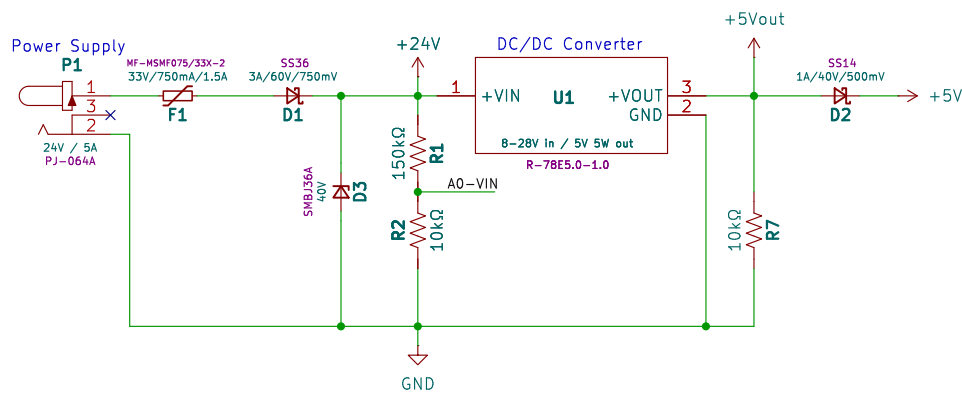 +5Vout
Power Supply
P1
+24V
DC/DC Converter
MF-MSMF075/33X-2
33V/750mA/1.5A
F1
SS36
3A/60V/750mV
D1
SS14
1A/40V/500mV
D2
+5V
1
3
2
24V / 5A
PJ-064A
1
+VIN
U1
+VOUT
3
GND
2
8-28V in / 5V 5W out
R-78E5.0-1.0
150kΩ
R1
A0-VIN
SMBJ36A
40V
D3
R2
10kΩ
10kΩ
R7
GND